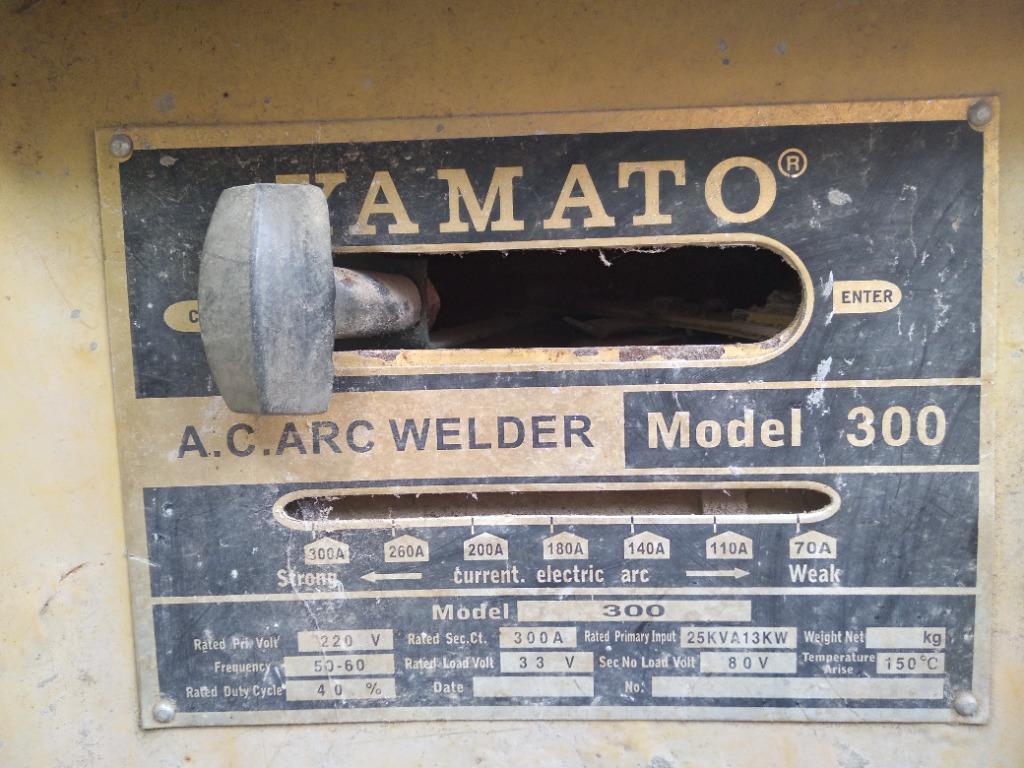 YAMATO®
C
ENTER
A.C.ARC WELDER Model 300
300A 260A 200A 180A 140A 110A 70A
Strong current. electric arc Weak
Model 300
Rated Pri. Volt 220 V Rated Sec.Ct. 300A Rated Primary Input 25KVA13KW Weight Net kg
Frequency 50-60 Rated Load Volt 33 V Sec No Load Volt 80V Temperature Arise 150°C
Rated Duty Cycle 40 % Date No: